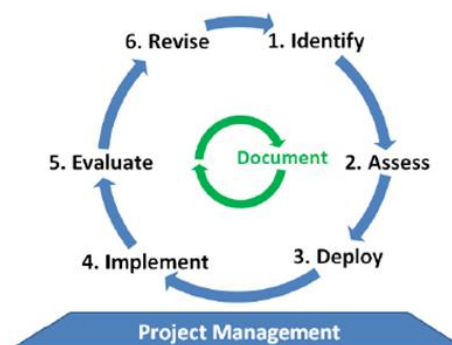 6. Revise
1. Identify
5. Evaluate
Document
2. Assess
4. Implement
3. Deploy
Project Management